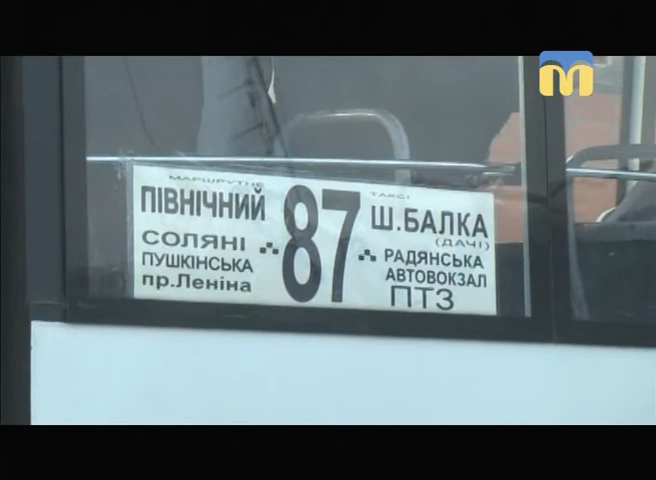 МАРШРУТНЕ ТАКСІ
ПІВНІЧНИЙ
СОЛЯНІ
ПУШКІНСЬКА
пр.Леніна
87
Ш.БАЛКА
(ДАЧІ)
РАДЯНСЬКА
АВТОВОКЗАЛ
ПТЗ